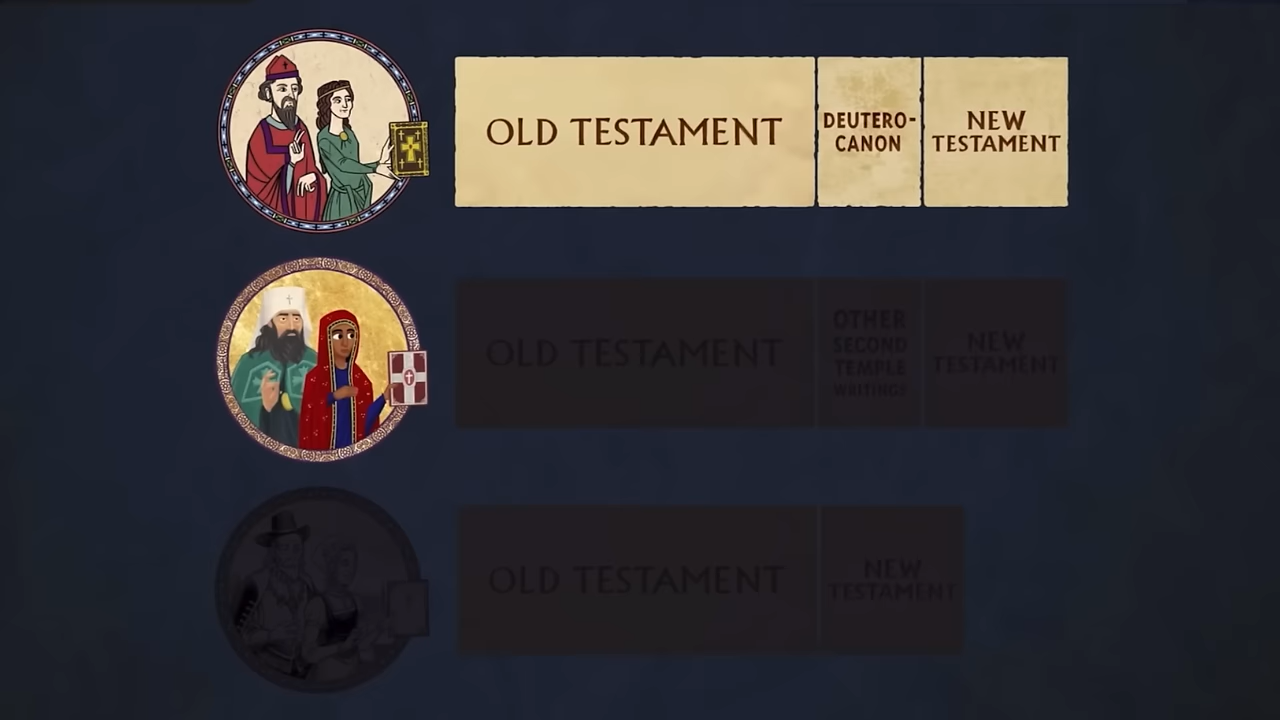 OLD TESTAMENT
DEUTERO-
CANON
NEW
TESTAMENT
OLD TESTAMENT
OTHER
SECOND
TEMPLE
WRITINGS
NEW
TESTAMENT
OLD TESTAMENT
NEW
TESTAMENT